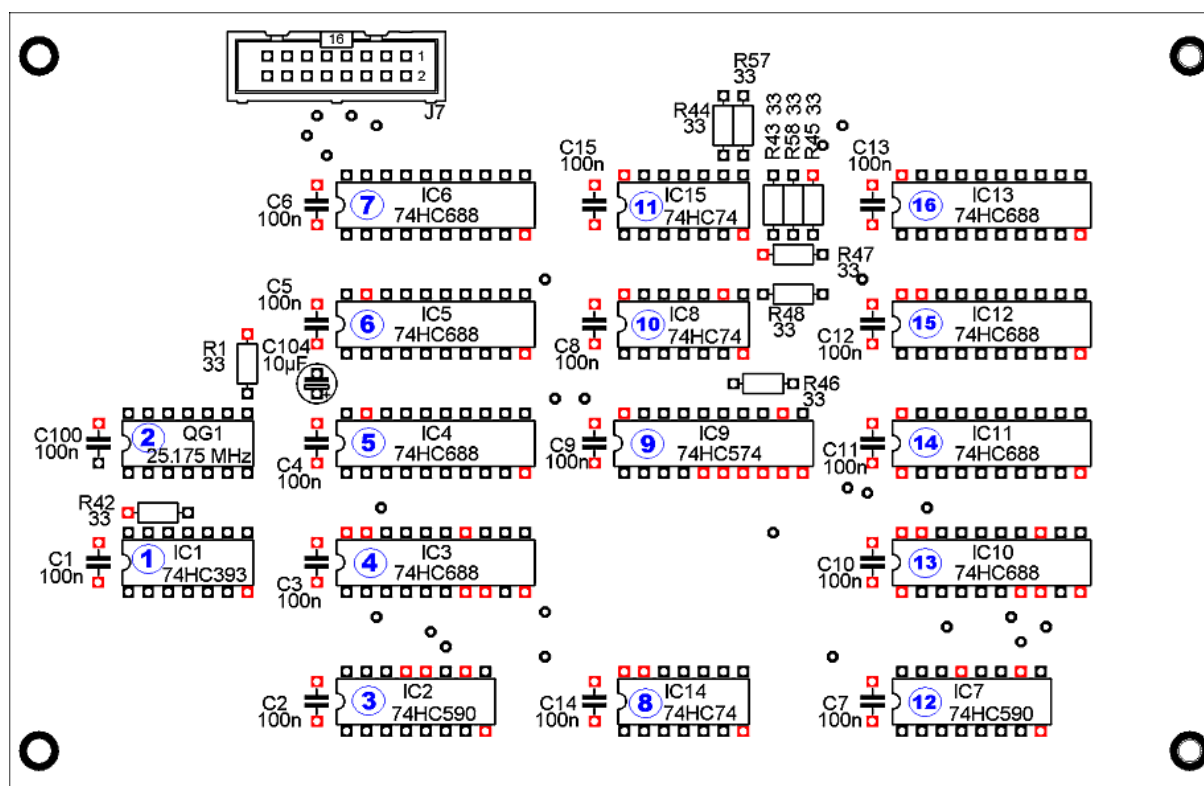 16
1
2
J7
R57
33
R44
33
R43 33
R58 33
R45 33
C15
100n
C13
100n
C6
100n
7
IC6
74HC688
11
IC15
74HC74
16
IC13
74HC688
R47
33
C5
100n
6
IC5
74HC688
C8
100n
10
IC8
74HC74
R48
33
C12
100n
15
IC12
74HC688
R1
33
C104
10µF
+
R46
33
C100
100n
2
QG1
25.175 MHz
C4
100n
5
IC4
74HC688
C9
100n
9
IC9
74HC574
C11
100n
14
IC11
74HC688
R42
33
C1
100n
1
IC1
74HC393
C3
100n
4
IC3
74HC688
C10
100n
13
IC10
74HC688
C2
100n
3
IC2
74HC590
C14
100n
8
IC14
74HC74
C7
100n
12
IC7
74HC590